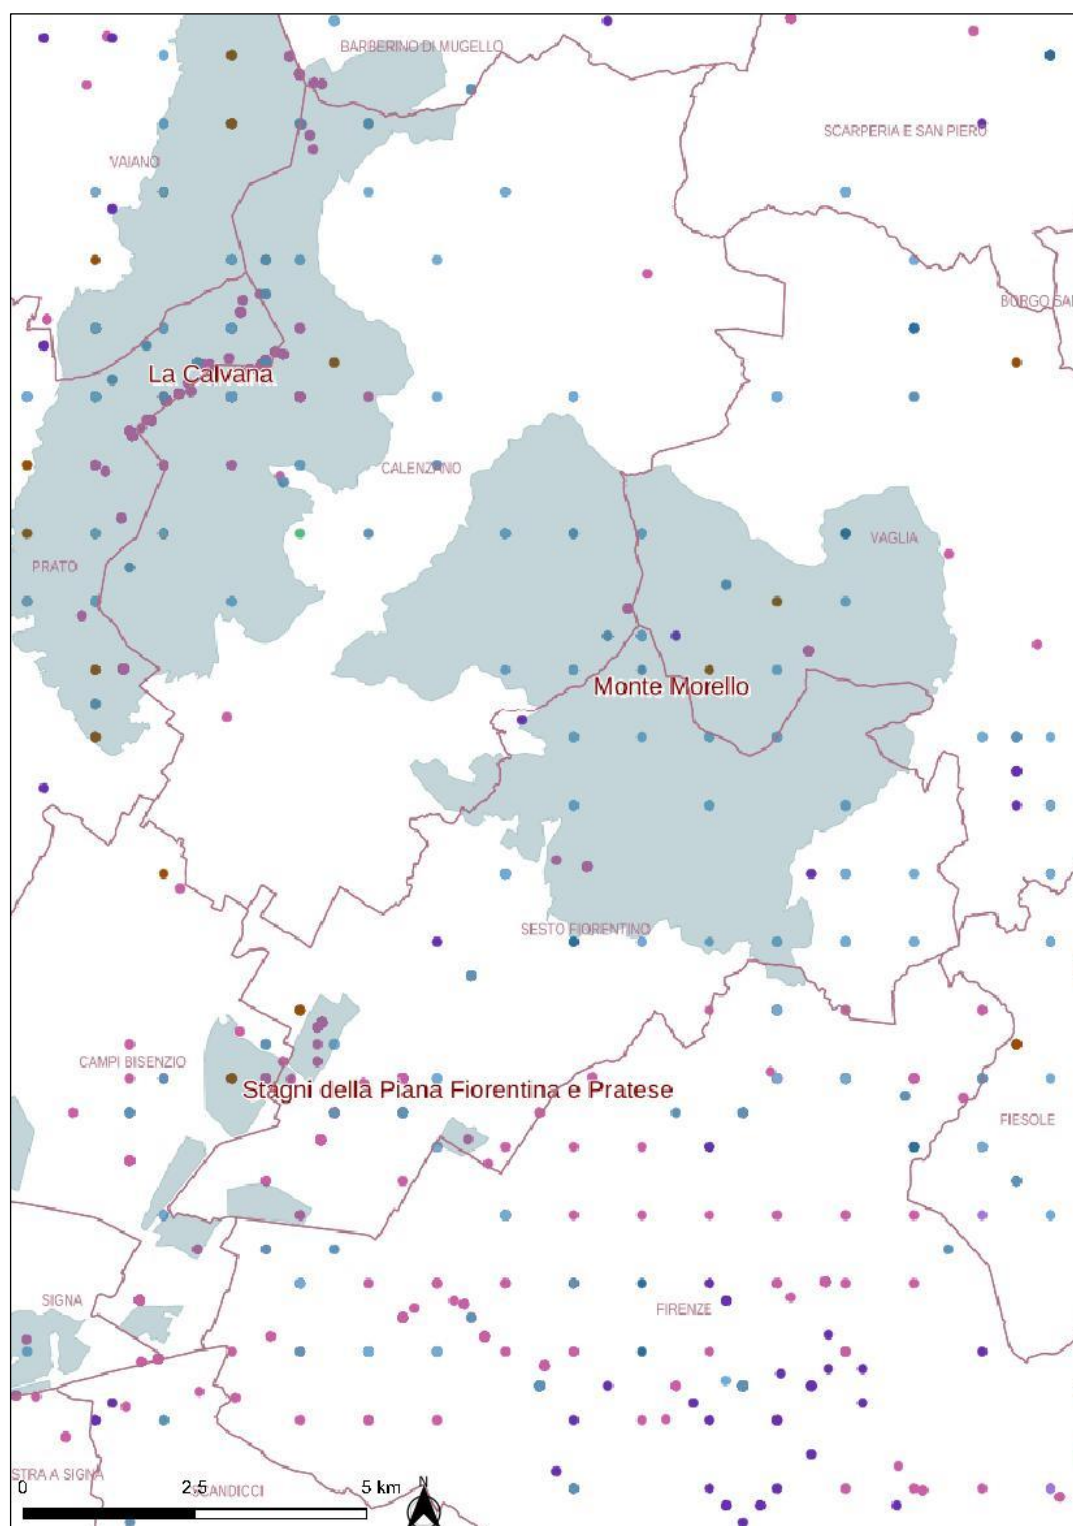 BARBERINO DI MUGELLO
SCARPERIA E SAN PIERO
VAIANO
BORGO SA
La Calvana
CALENZANO
VAGLIA
PRATO
Monte Morello
SESTO FIORENTINO
CAMPI BISENZIO
Stagni della Piana Fiorentina e Pratese
FIESOLE
SIGNA
FIRENZE
STRA A SIGNA
SCANDICCI
0 2.5 5 km
N